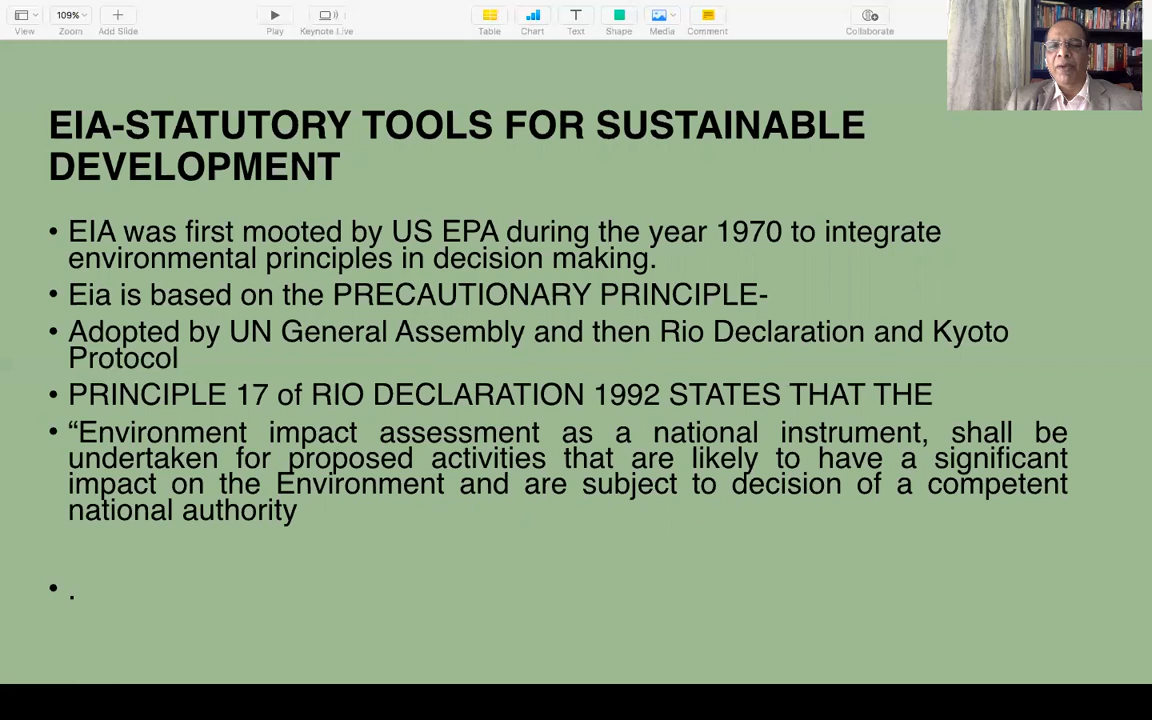 View
109%
Zoom
Add Slide
Play
Keynote Live
Table
Chart
Text
Shape
Media
Comment
Collaborate
EIA-STATUTORY TOOLS FOR SUSTAINABLE
DEVELOPMENT
• EIA was first mooted by US EPA during the year 1970 to integrate
environmental principles in decision making.
• Eia is based on the PRECAUTIONARY PRINCIPLE-
• Adopted by UN General Assembly and then Rio Declaration and Kyoto
Protocol
• PRINCIPLE 17 of RIO DECLARATION 1992 STATES THAT THE
• “Environment impact assessment as a national instrument, shall be
undertaken for proposed activities that are likely to have a significant
impact on the Environment and are subject to decision of a competent
national authority
• .